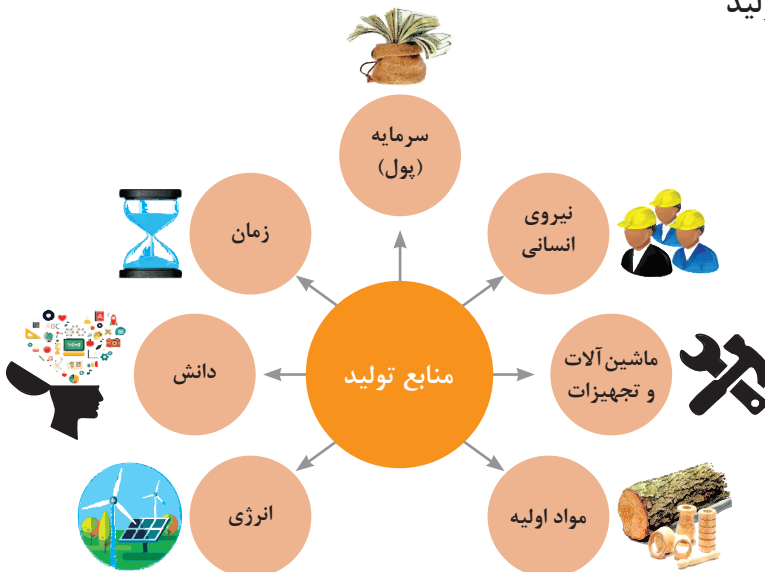 سرمایه
(پول)
نیروی
انسانی
زمان
ماشین‌آلات
و تجهیزات
منابع تولید
دانش
مواد اولیه
انرژی